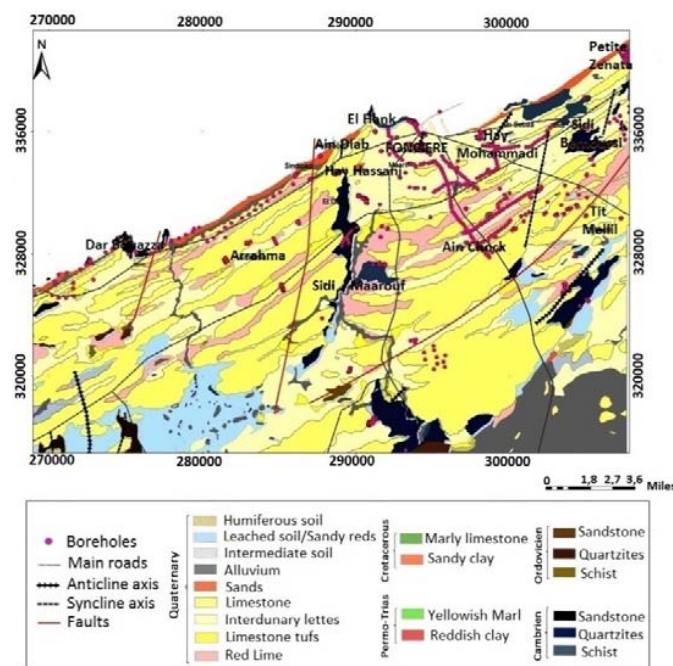 270000 280000 290000 300000
N
Petite
Zenata
336000 336000
El Hank
Sidi
Ain Diab
FONCIERE
Hay
Mohammadi
Hay Hassani
Tit
Mellil
Dar Bouazza
328000 328000
Arrahma
Ain Chock
Sidi Maarouf
320000 320000
270000 280000 290000 300000
0 1,8 2,7 3,6
Miles
Boreholes
Main roads
Anticline axis
Syncline axis
Faults
Quaternary
Humiferous soil
Leached soil/Sandy reds
Intermediate soil
Alluvium
Sands
Limestone
Interdunary lettes
Limestone tufs
Red Lime
Cretacerous
Marly limestone
Sandy clay
Permo-Trias
Yellowish Marl
Reddish clay
Ordovicien
Sandstone
Quartzites
Schist
Cambrien
Sandstone
Quartzites
Schist